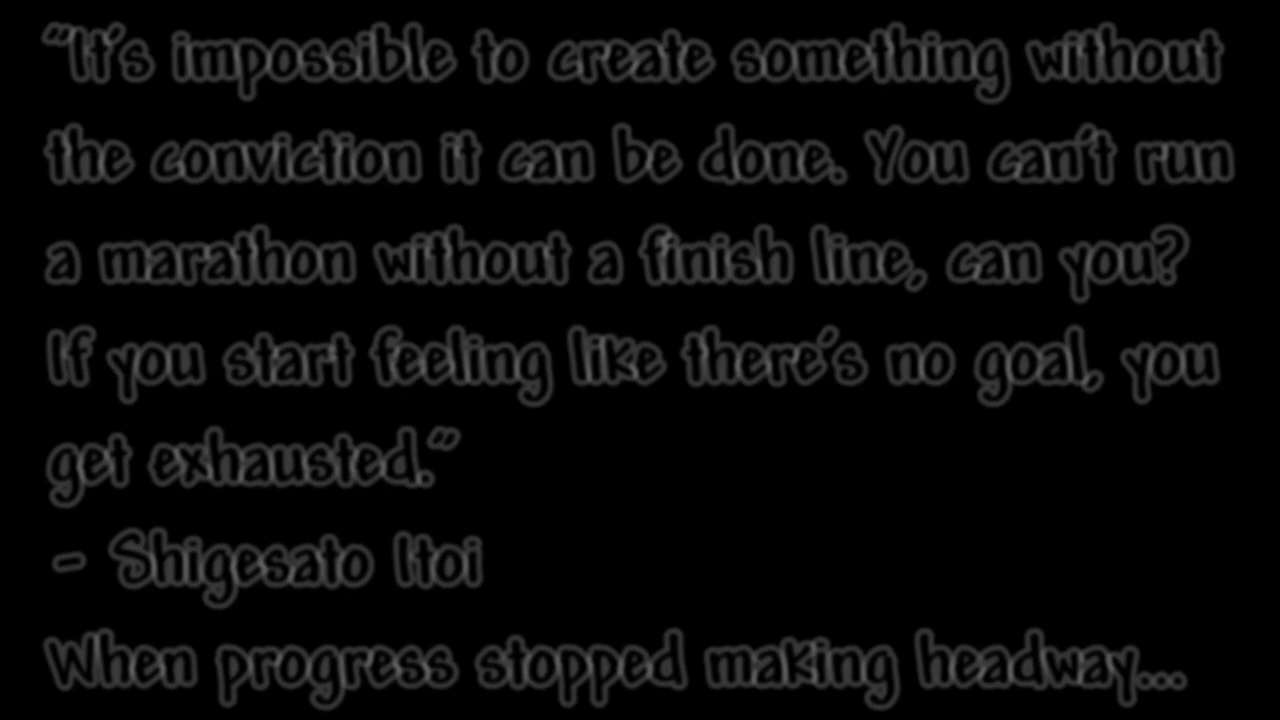 “It’s impossible to create something without
the conviction it can be done. You can’t run
a marathon without a finish line, can you?
If you start feeling like there’s no goal, you
get exhausted.”
- Shigesato Itoi
When progress stopped making headway...